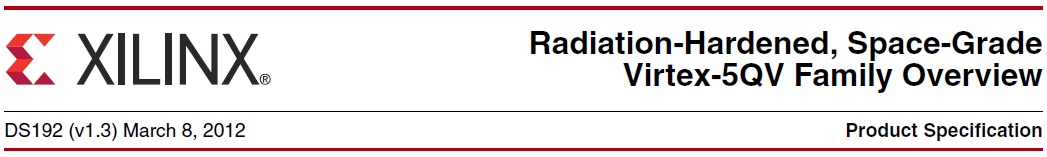 XILINX®
Radiation-Hardened, Space-Grade
Virtex-5QV Family Overview
DS192 (v1.3) March 8, 2012
Product Specification